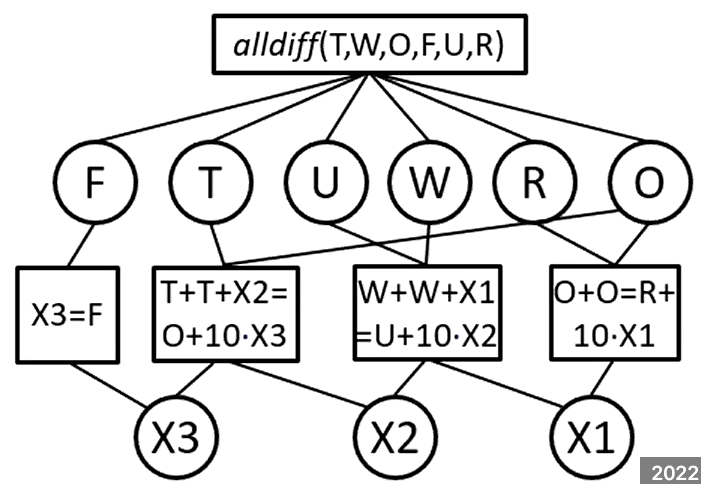 alldiff(T,W,O,F,U,R)
F T U W R O
X3=F
T+T+X2=
O+10·X3
W+W+X1
=U+10·X2
O+O=R+
10·X1
X3 X2 X1
2022